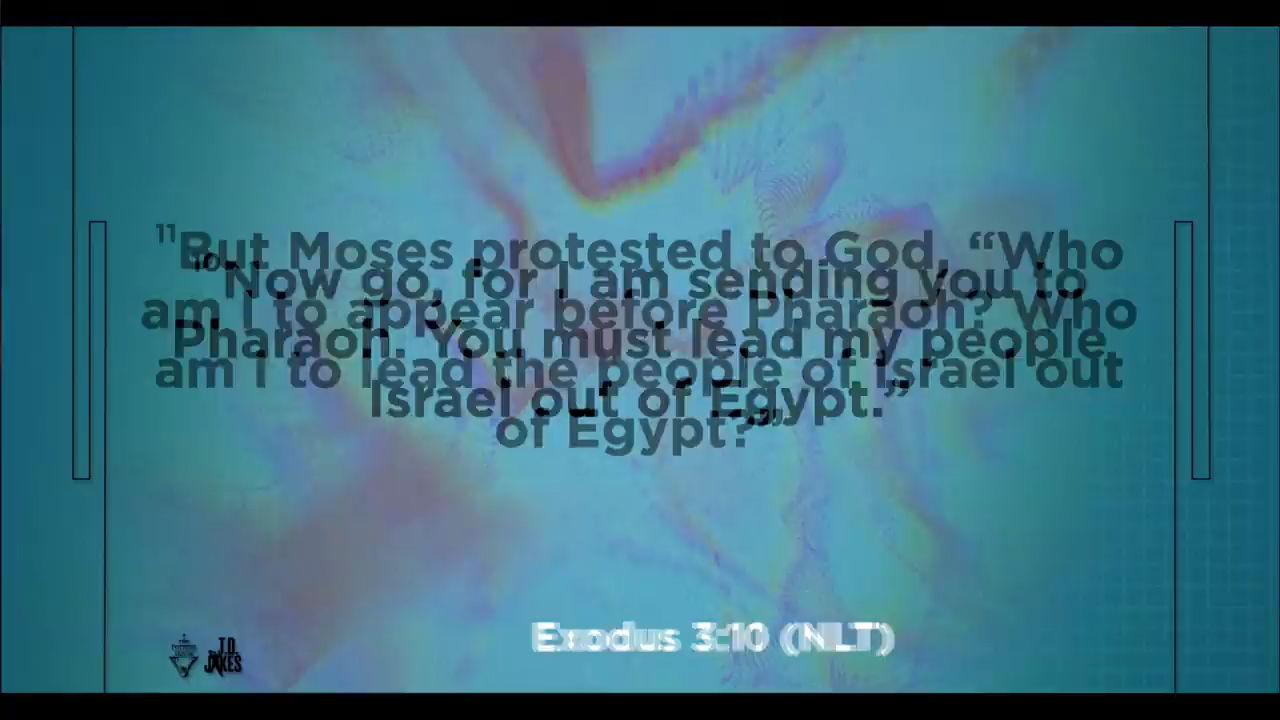 ¹¹But Moses protested to God, “Who
am I to appear before Pharaoh? Who
am I to lead the people of Israel out
of Egypt?”
¹⁰Now go, for I am sending you to
Pharaoh. You must lead my people
Israel out of Egypt.”
Exodus 3:10 (NLT)
T.D.
JAKES